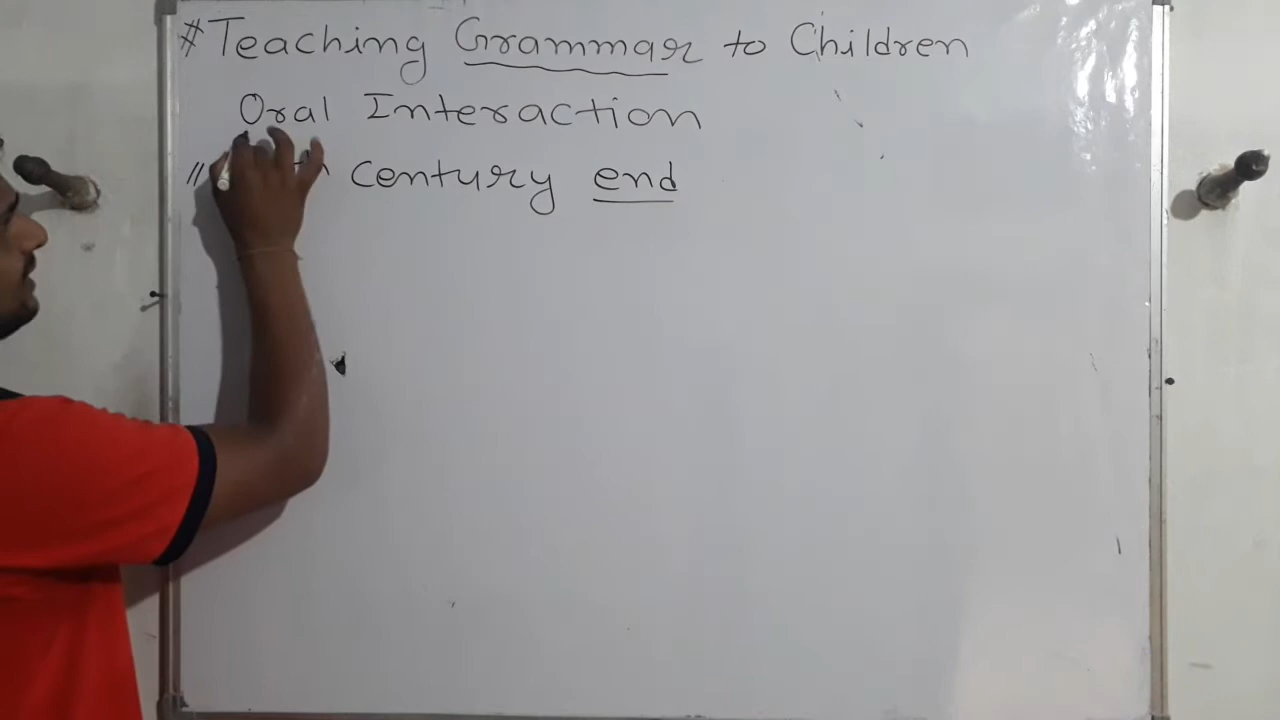 #Teaching Grammar to Children
Oral Interaction
" century end